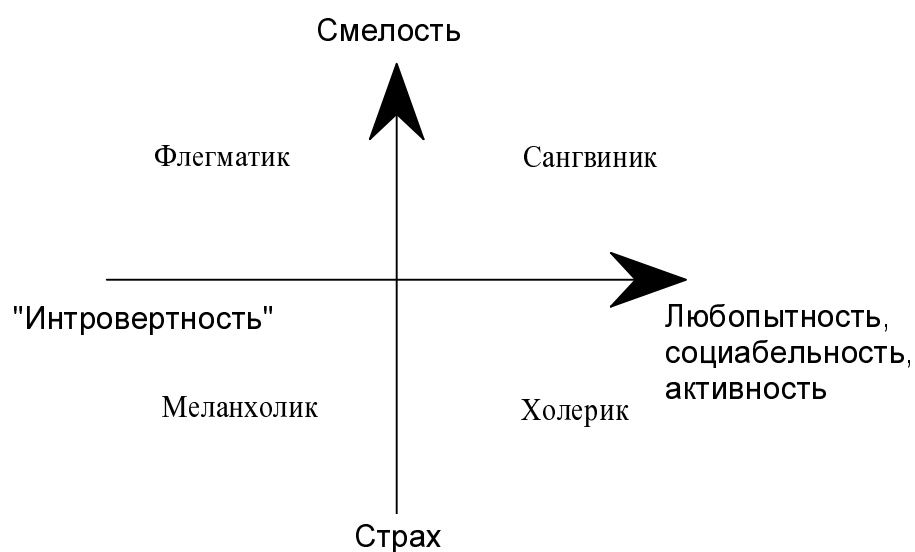 Смелость
Флегматик
Сангвиник
"Интровертность"
Любопытность,
социабельность,
активность
Меланхолик
Холерик
Страх